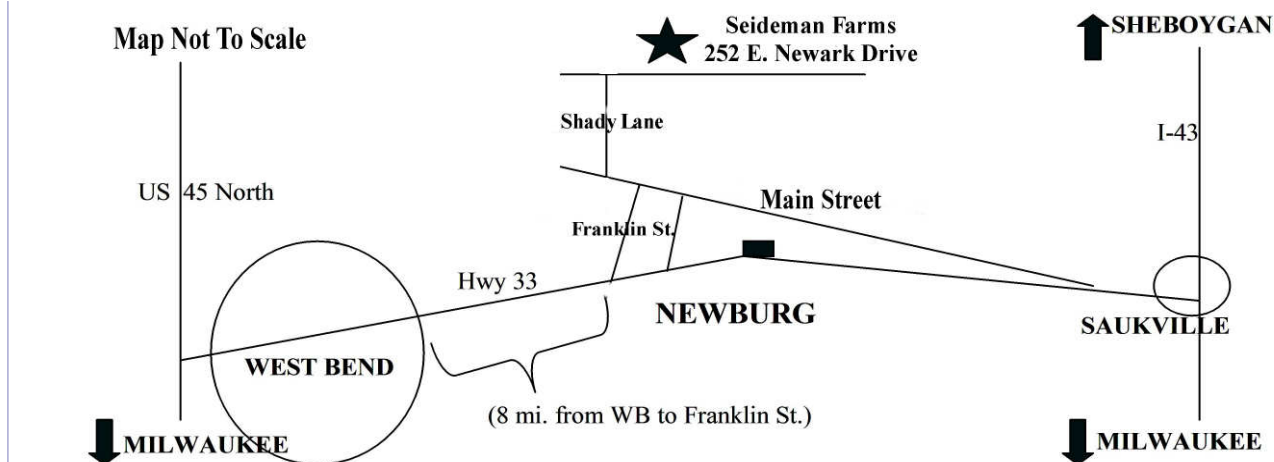 Map Not To Scale
Seideman Farms
252 E. Newark Drive
SHEBOYGAN
Shady Lane
I-43
US 45 North
Main Street
Franklin St.
Hwy 33
NEWBURG
SAUKVILLE
WEST BEND
(8 mi. from WB to Franklin St.)
MILWAUKEE
MILWAUKEE